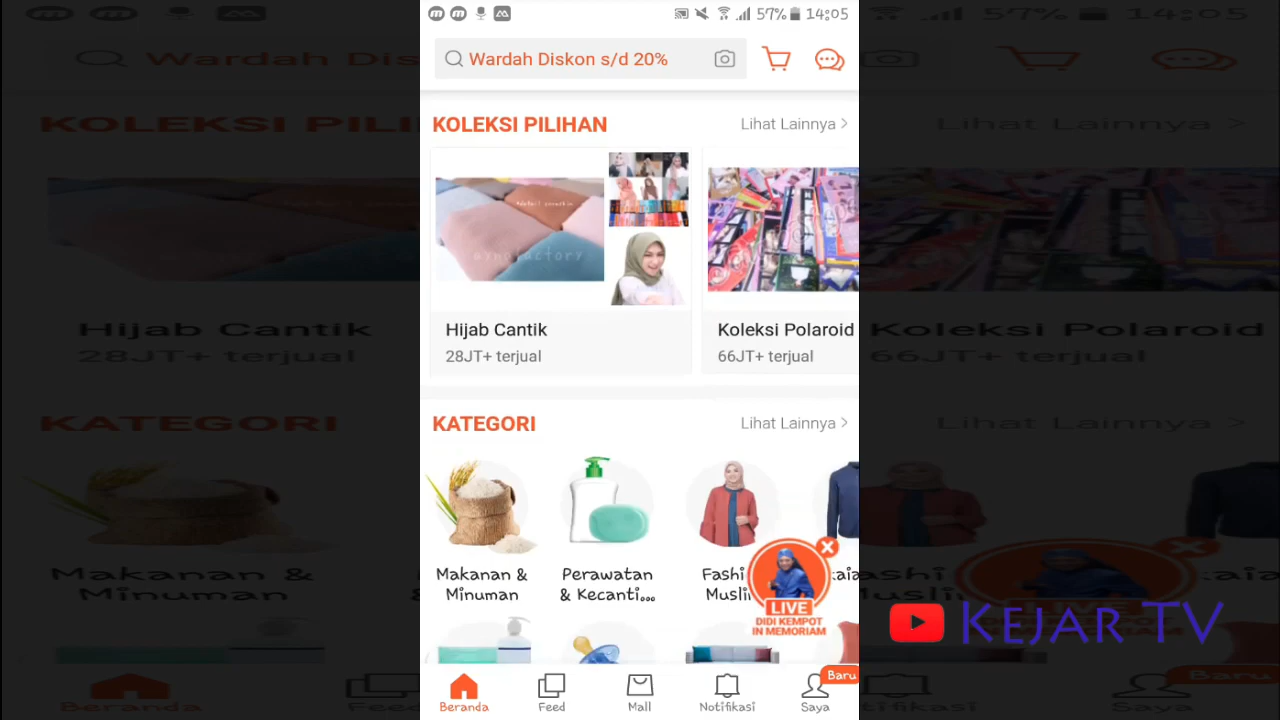 57% 14:05
Wardah Diskon s/d 20%
KOLEKSI PILIHAN
Lihat Lainnya >
Hijab Cantik
28JT+ terjual
Koleksi Polaroid
66JT+ terjual
KATEGORI
Lihat Lainnya >
Makanan &
Minuman
Perawatan
& Kecanti...
Fashi
Muslim
LIVE
DIDI KEMPOT
IN MEMORIAM
KEJAR TV
Baru
Beranda
Feed
Mall
Notifikasi
Saya